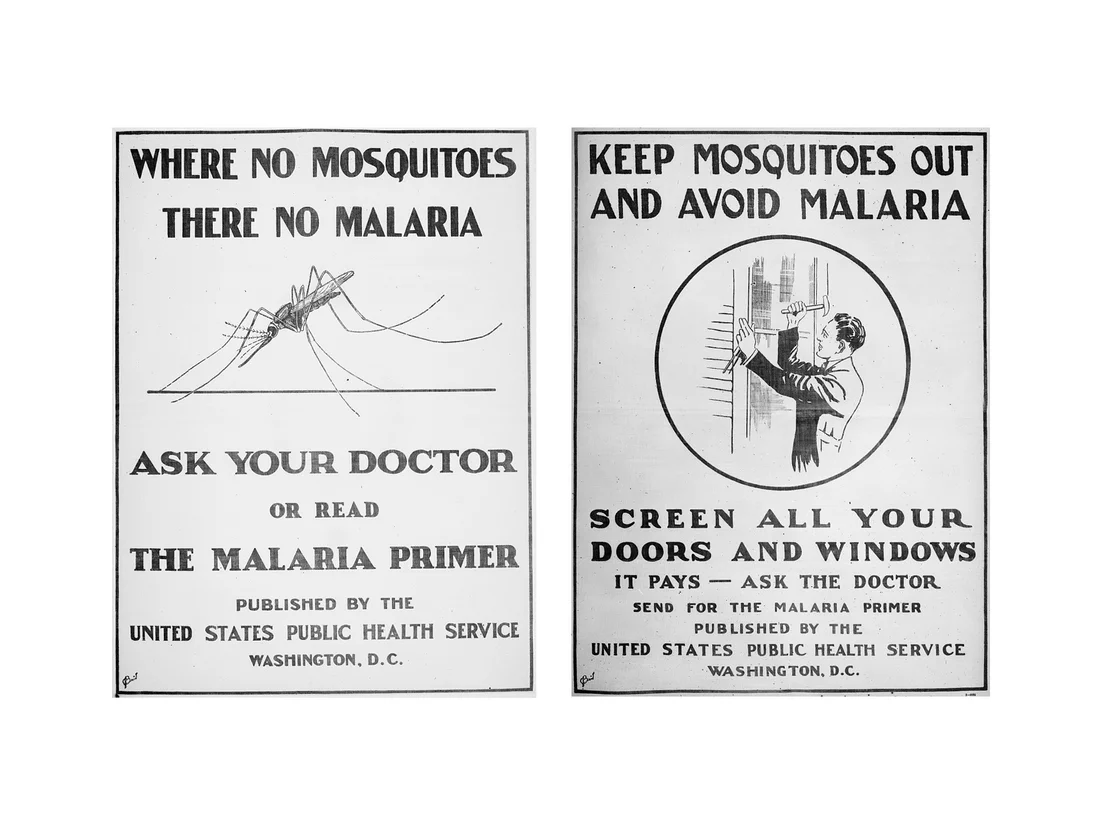 WHERE NO MOSQUITOES
THERE NO MALARIA
ASK YOUR DOCTOR
OR READ
THE MALARIA PRIMER
PUBLISHED BY THE
UNITED STATES PUBLIC HEALTH SERVICE
WASHINGTON, D.C.
KEEP MOSQUITOES OUT
AND AVOID MALARIA
SCREEN ALL YOUR
DOORS AND WINDOWS
IT PAYS — ASK THE DOCTOR
SEND FOR THE MALARIA PRIMER
PUBLISHED BY THE
UNITED STATES PUBLIC HEALTH SERVICE
WASHINGTON, D.C.